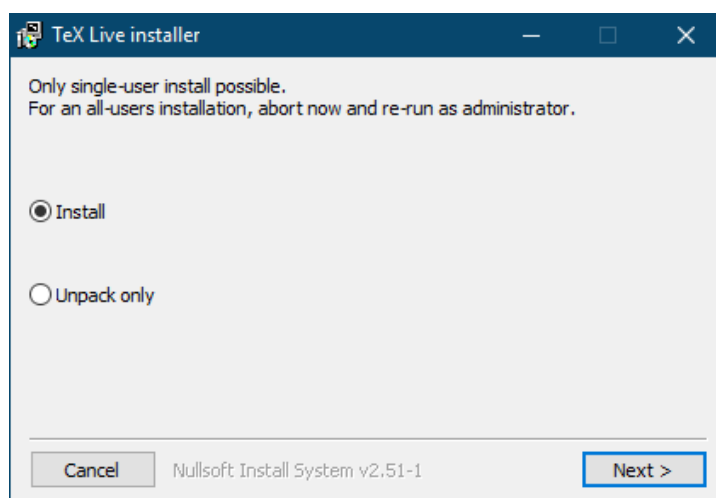 TeX Live installer
Only single-user install possible.
For an all-users installation, abort now and re-run as administrator.
Install
Unpack only
Cancel
Nullsoft Install System v2.51-1
Next >